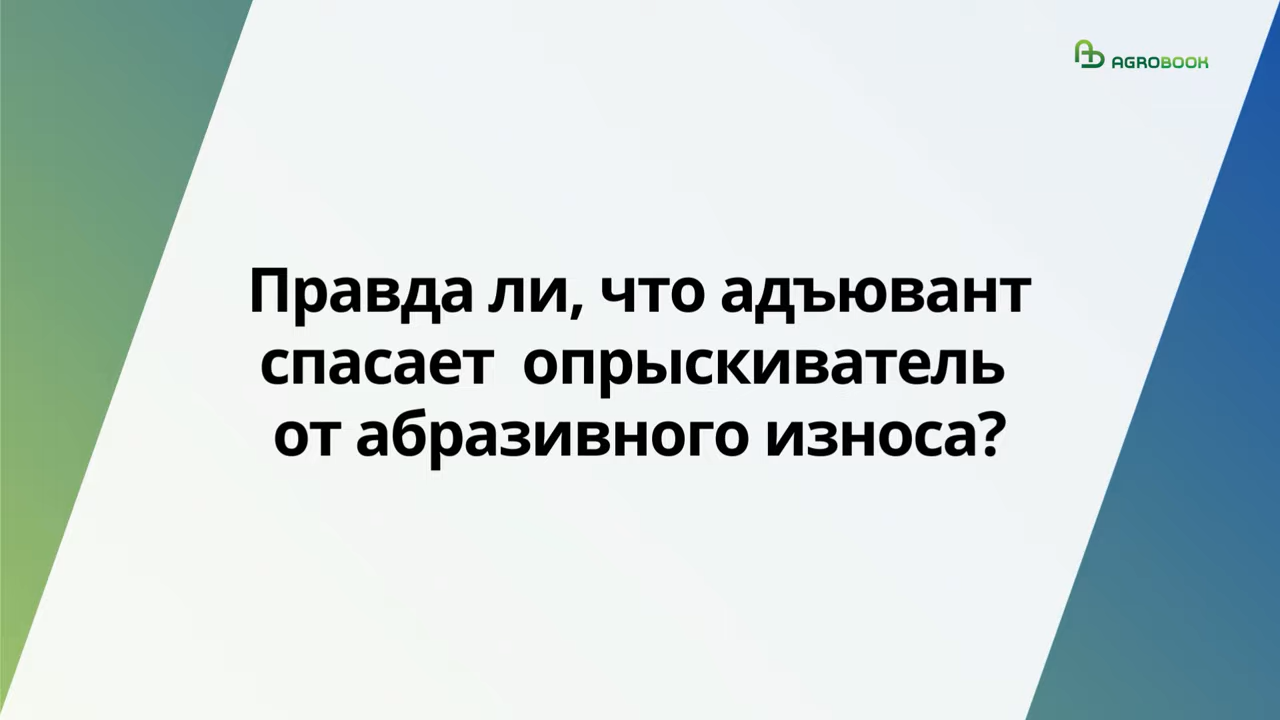 AGROBOOK
Правда ли, что адъювант
спасает опрыскиватель
от абразивного износа?